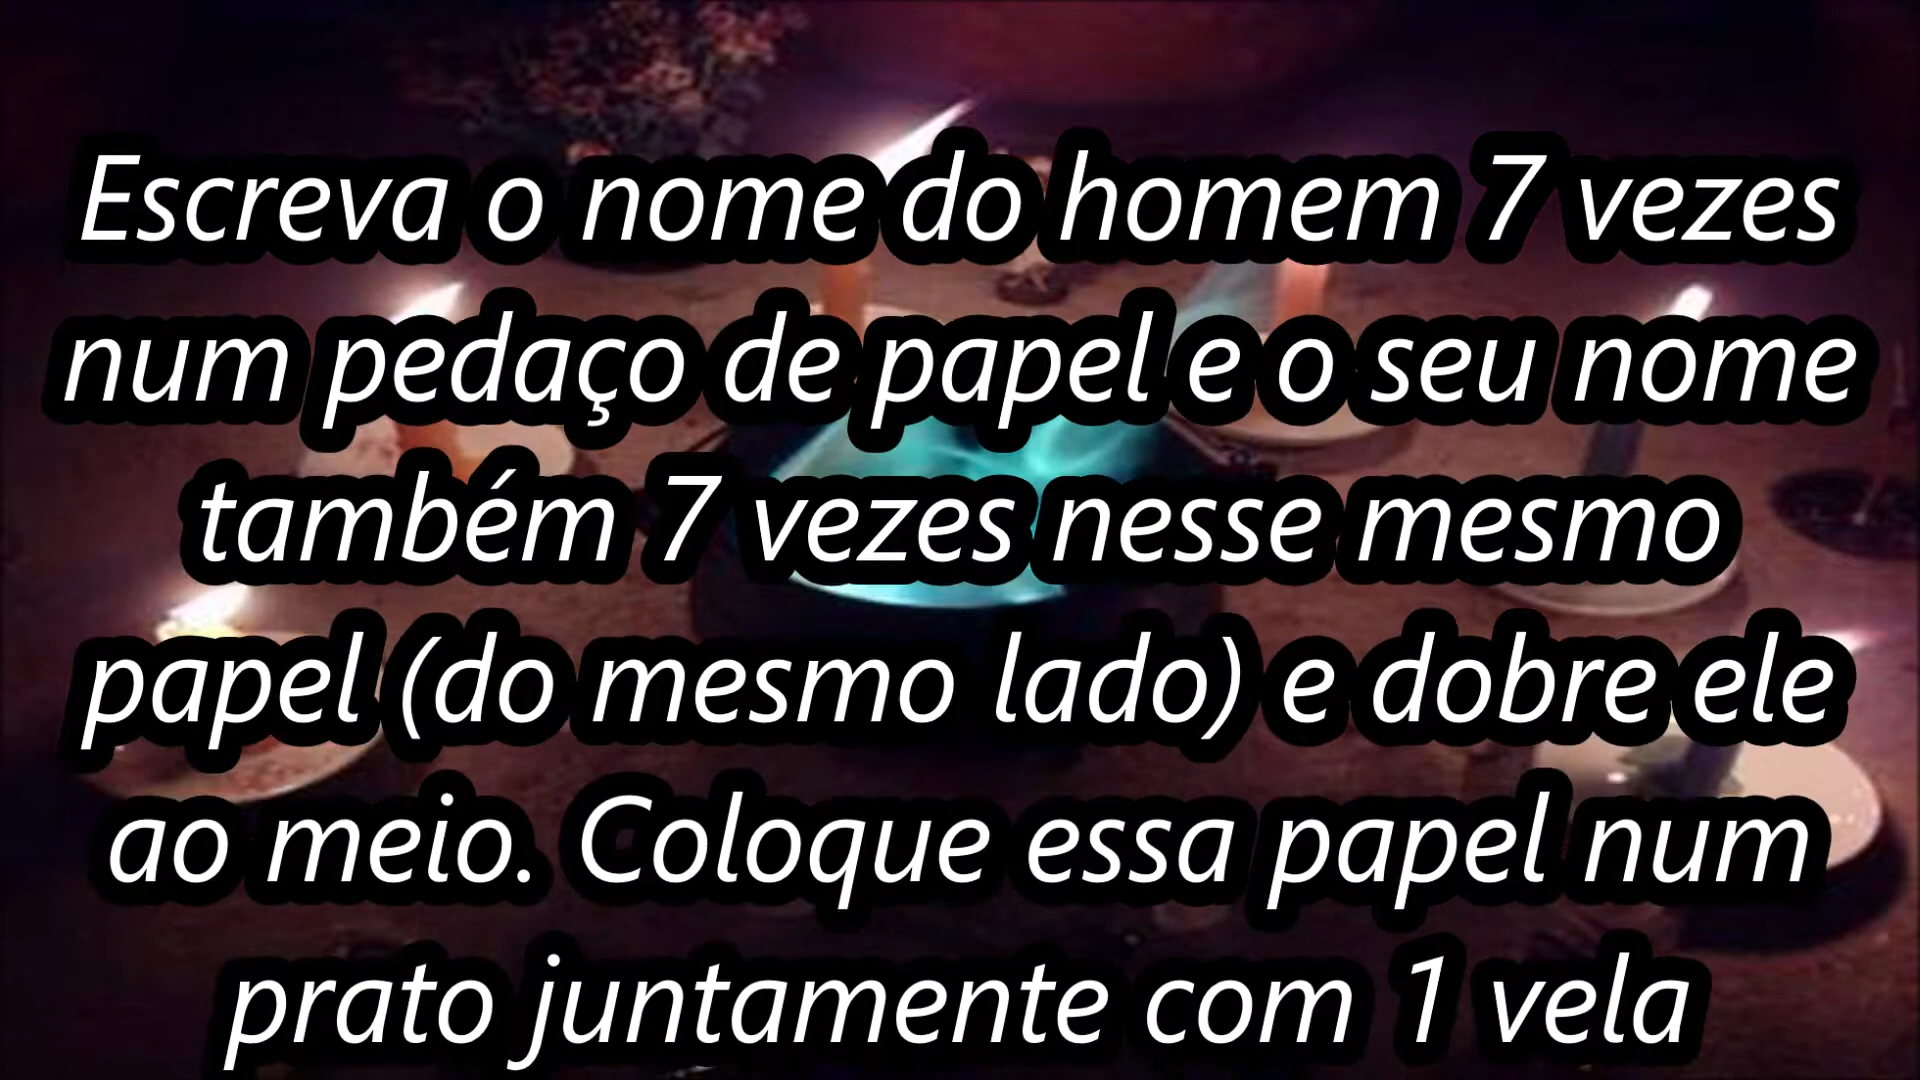 Escreva o nome do homem 7 vezes
num pedaço de papel e o seu nome
também 7 vezes nesse mesmo
papel (do mesmo lado) e dobre ele
ao meio. Coloque essa papel num
prato juntamente com 1 vela